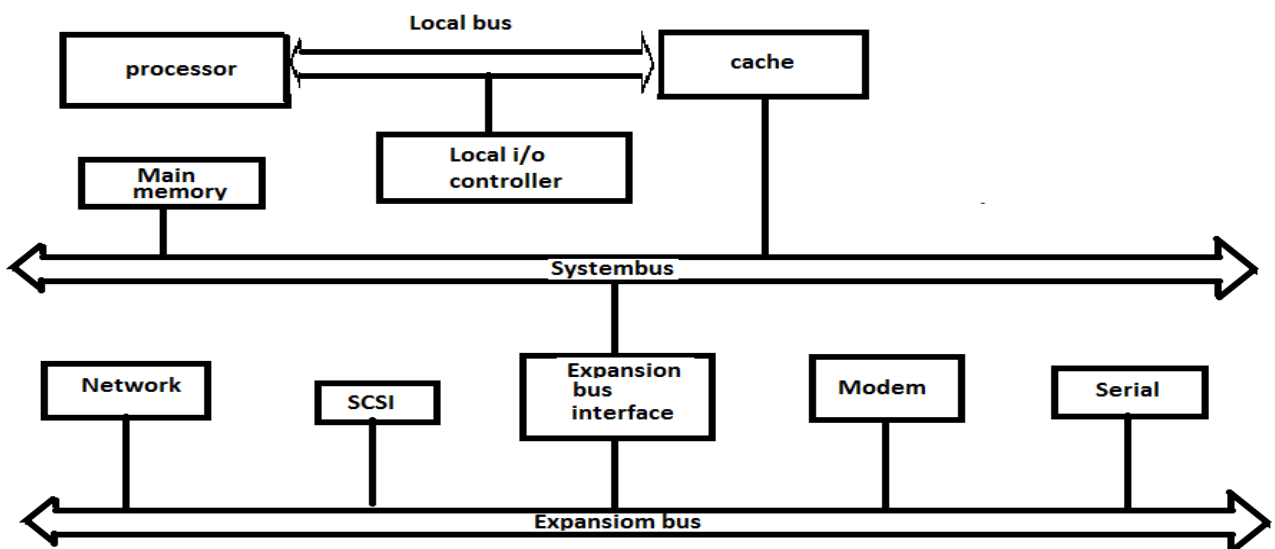 Local bus
processor
cache
Local i/o
controller
Main
memory
Systembus
Network
SCSI
Expansion
bus
interface
Modem
Serial
Expansiom bus